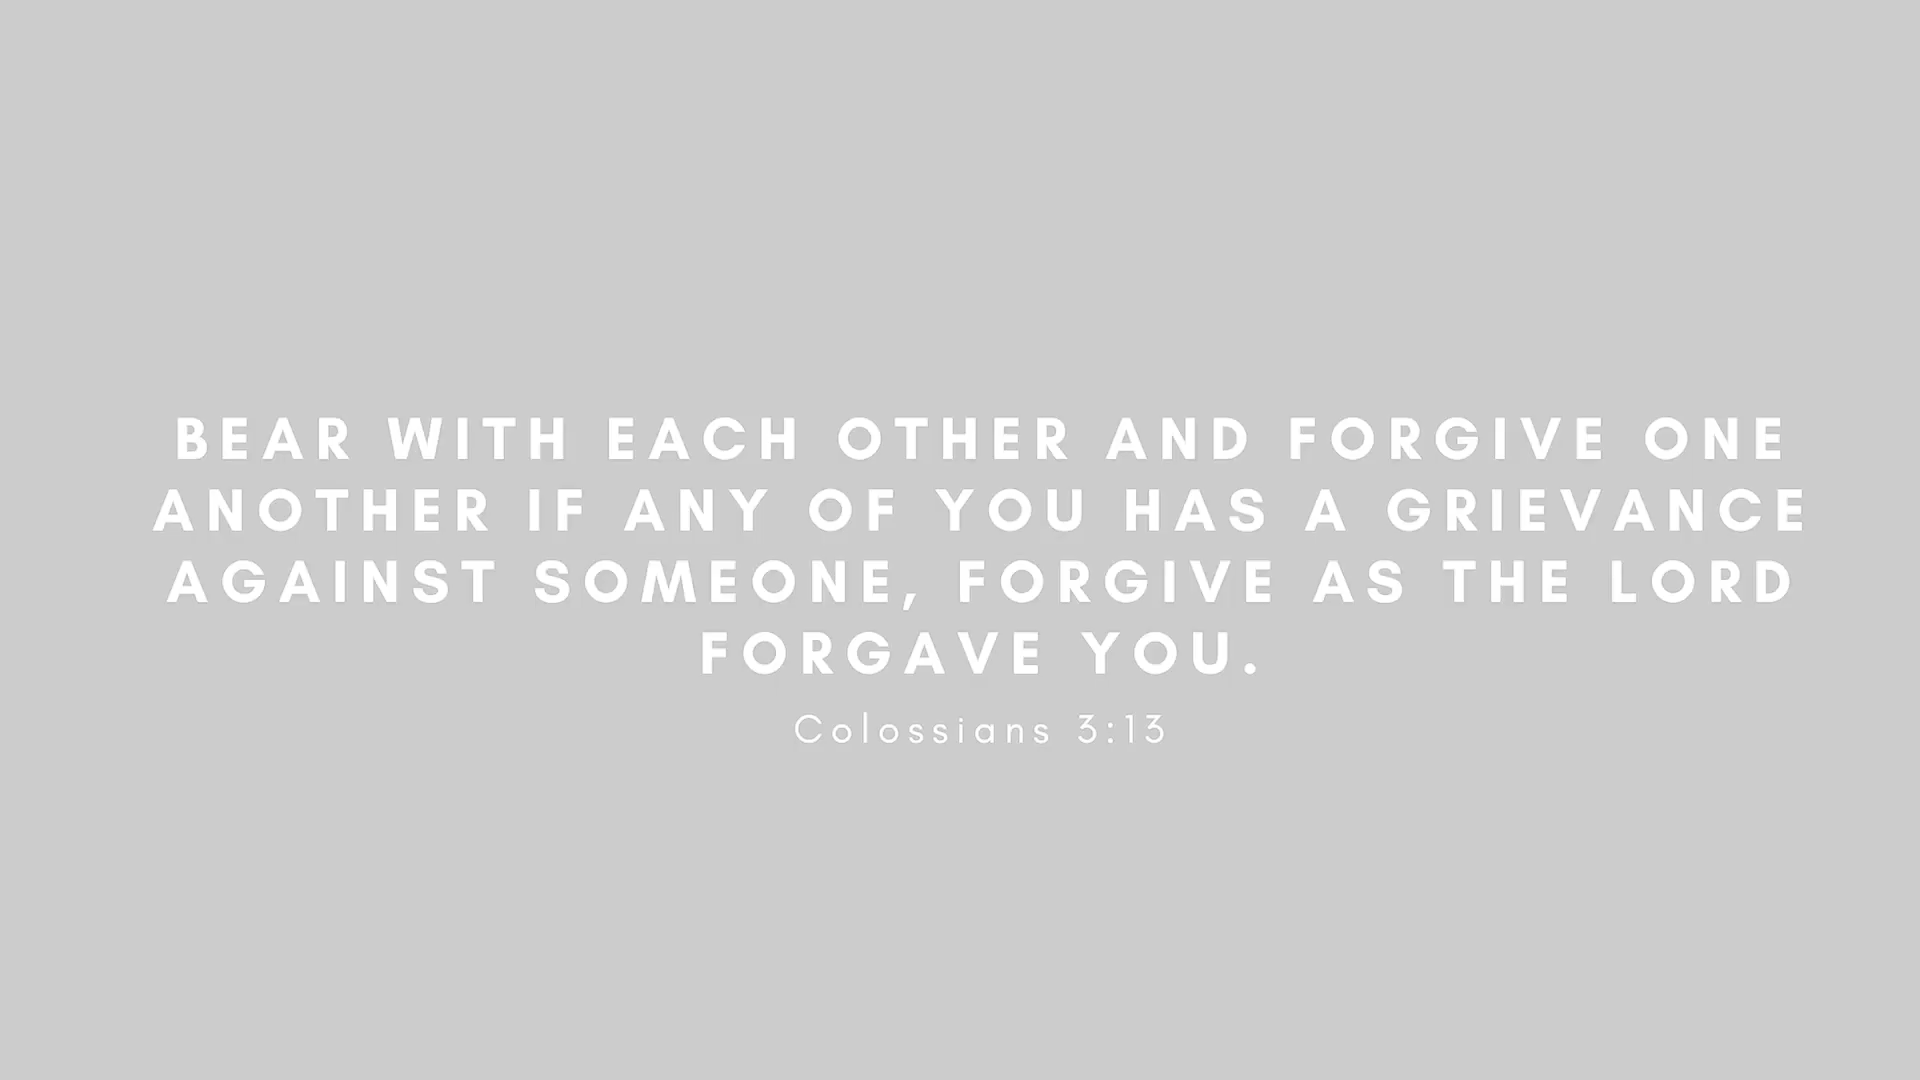 BEAR WITH EACH OTHER AND FORGIVE ONE
ANOTHER IF ANY OF YOU HAS A GRIEVANCE
AGAINST SOMEONE, FORGIVE AS THE LORD
FORGAVE YOU.
Colossians 3:13